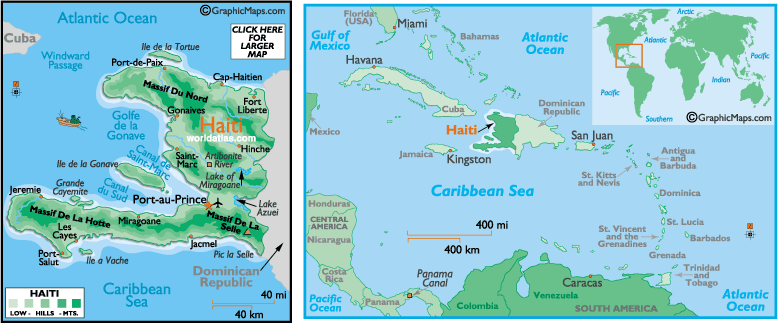 ©GraphicMaps.com
Atlantic Ocean
CLICK HERE
FOR
LARGER
MAP
Cuba
Ile de la Tortue
Windward
Passage
Port-de-Paix
Cap-Haitien
Massif Du Nord
Fort
Liberte
Gonaives
Golfe
de la
Gonave
Haiti
worldatlas.com
Hinche
Canal de
Saint-Marc
Saint-
Marc
Artibonite
River
Ile de la Gonave
Lake of
Miragoane
Canal
du Sud
Jeremie
Grande
Cayemite
Port-au-Prince
Lake
Azuei
Massif De La Hotte
Miragoane
Massif De La
Selle
Les
Cayes
Jacmel
Pic la Selle
Port-
Salut
Ile a Vache
Dominican
Republic
Caribbean
Sea
HAITI
LOW - HILLS - MTS.
40 mi
40 km
Florida
(USA)
Miami
Gulf of
Mexico
Bahamas
Atlantic
Ocean
Havana
Cuba
Dominican
Republic
Haiti
San Juan
Mexico
Jamaica
Kingston
Antigua
and
Barbuda
St. Kitts
and Nevis
Caribbean Sea
Dominica
Honduras
CENTRAL
AMERICA
400 mi
400 km
St. Lucia
St. Vincent
and the
Grenadines
Barbados
Nicaragua
Grenada
Costa
Rica
Panama
Canal
Caracas
Trinidad
and
Tobago
Pacific
Ocean
Panama
Colombia
Venezuela
SOUTH AMERICA
Atlantic
Ocean
Arctic
Atlantic
Pacific
Pacific
Indian
Southern
©GraphicMaps.com